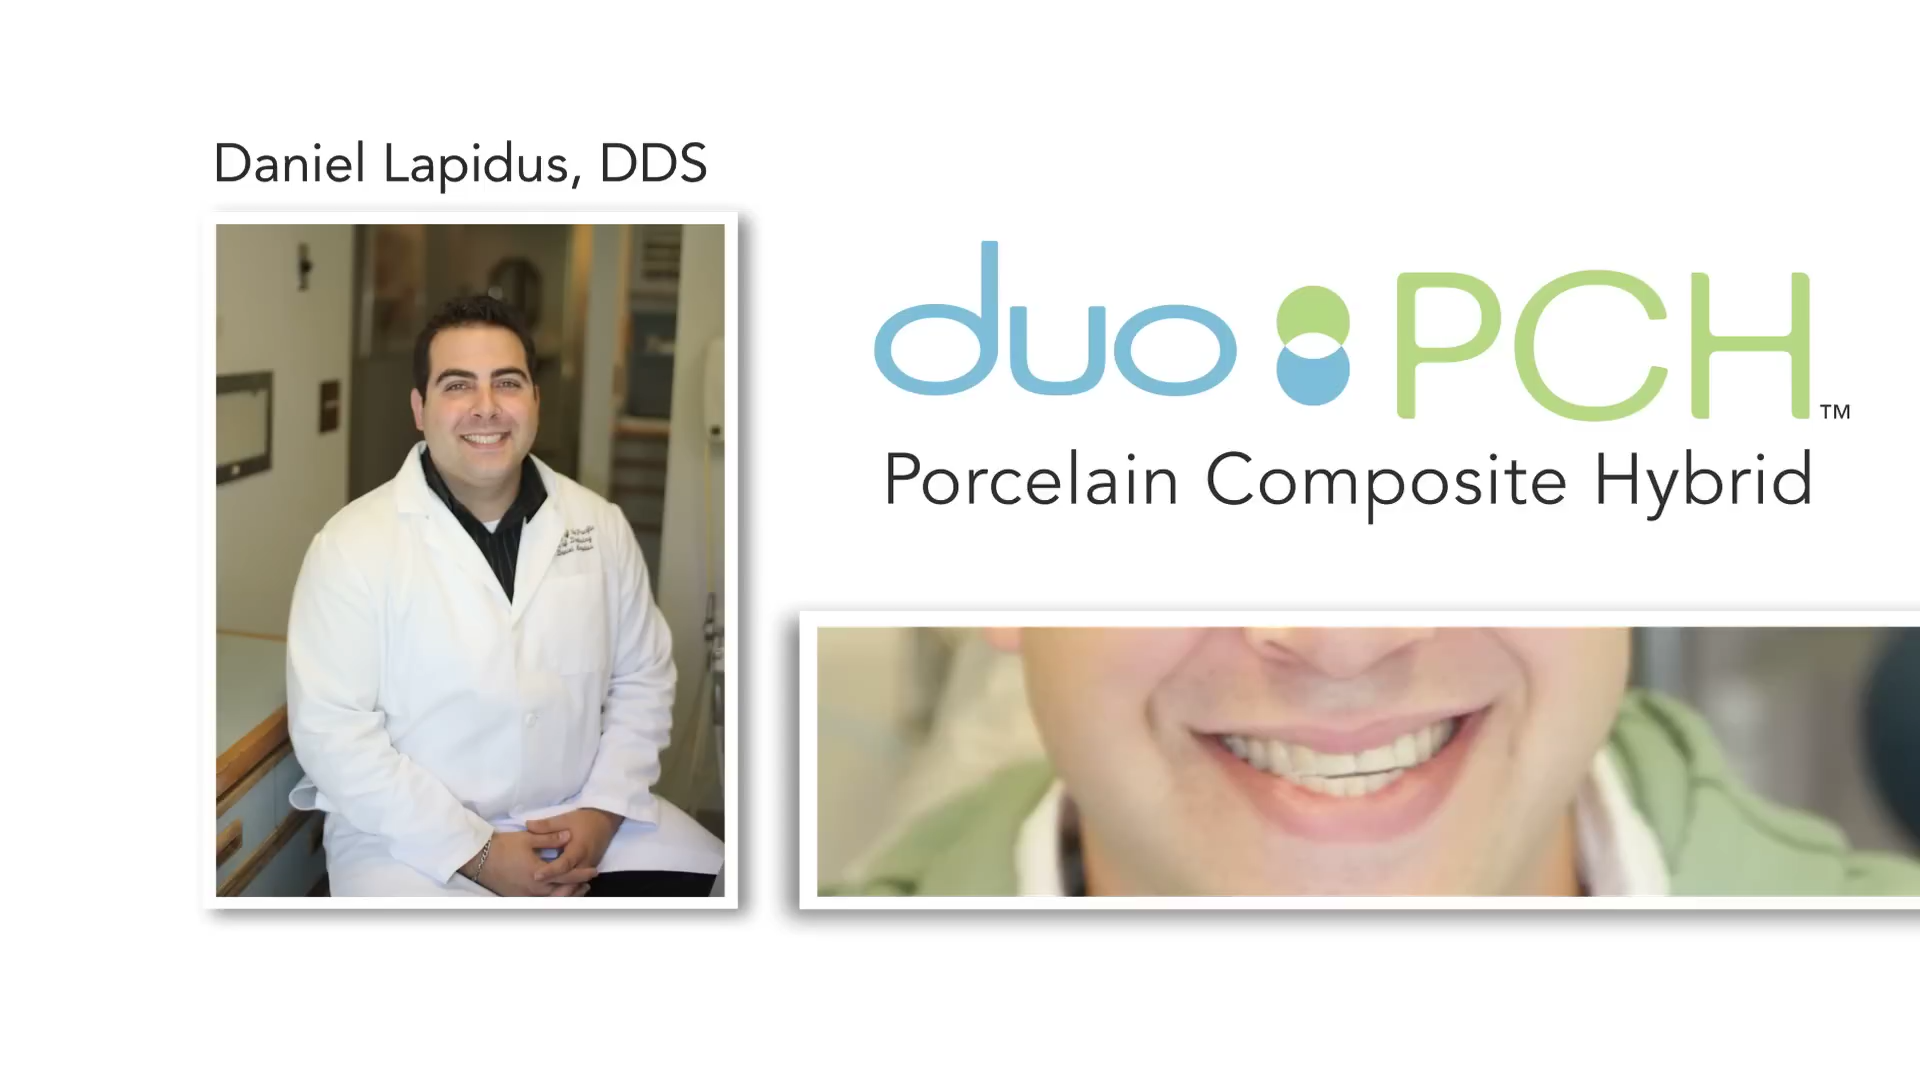 Daniel Lapidus, DDS
duo PCH™
Porcelain Composite Hybrid